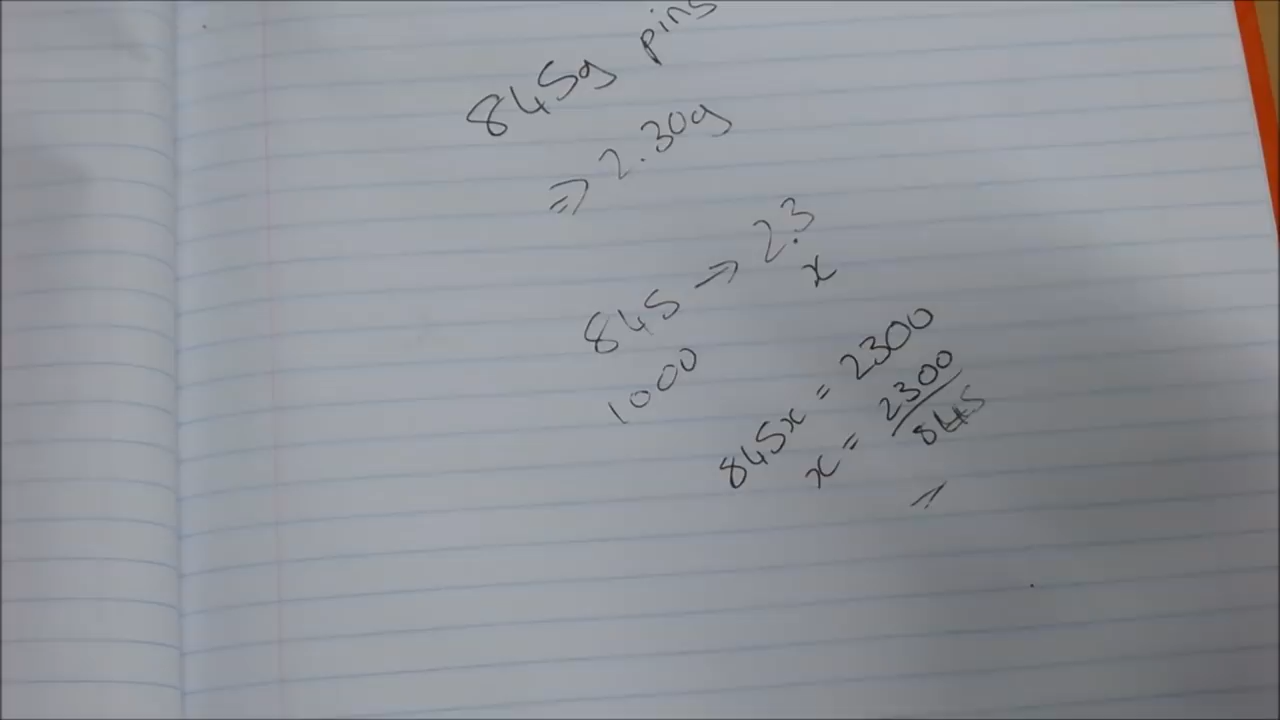 845g pins
=> 2.30g
845 -> 2.3
1000 x
845x = 2300
x = 2300/845
=